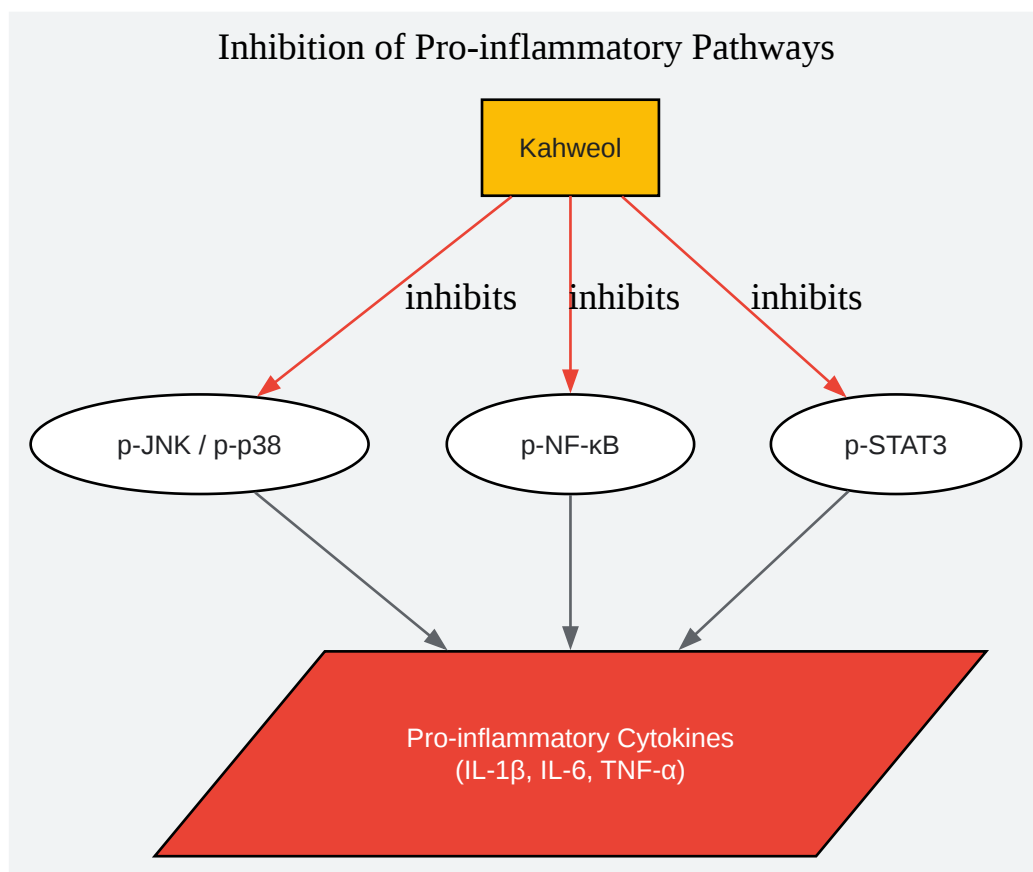 Inhibition of Pro-inflammatory Pathways
Kahweol
inhibits
inhibits
inhibits
p-JNK / p-p38
p-NF-κB
p-STAT3
Pro-inflammatory Cytokines
(IL-1β, IL-6, TNF-α)